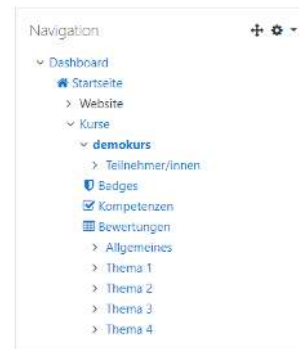 Navigation
Dashboard
Startseite
Website
Kurse
demokurs
Teilnehmer/innen
Badges
Kompetenzen
Bewertungen
Allgemeines
Thema 1
Thema 2
Thema 3
Thema 4